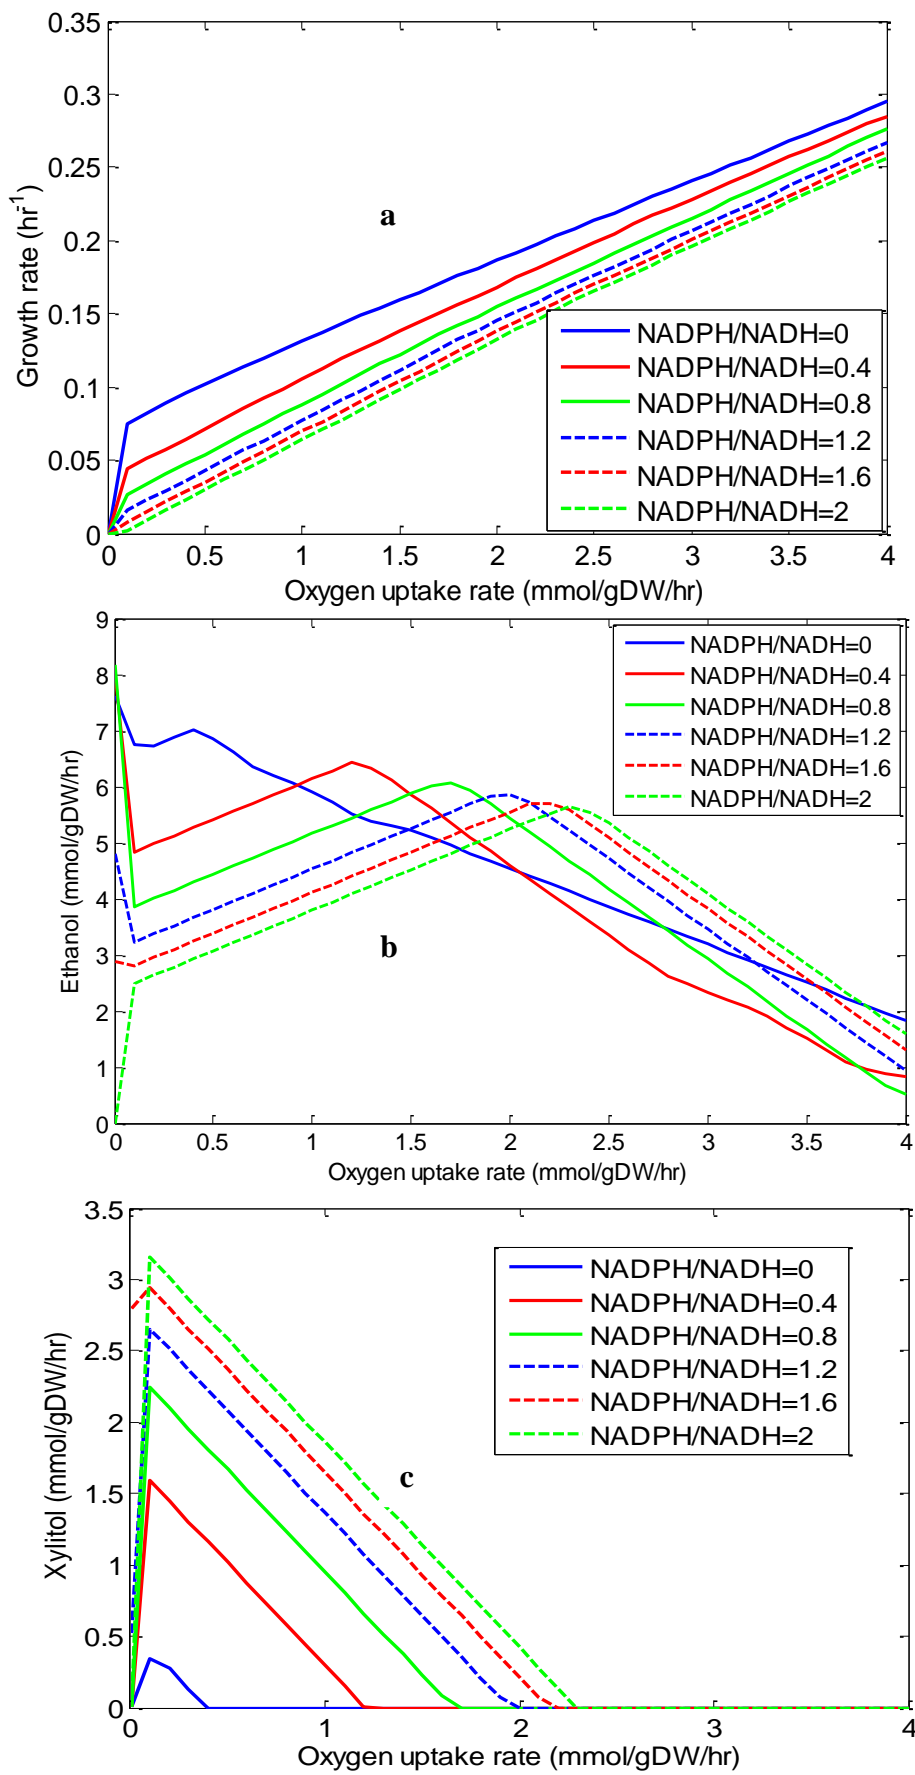 0.35
0.3
0.25
0.2
0.15
0.1
0.05
0
Growth rate (hr-1)
a
NADPH/NADH=0
NADPH/NADH=0.4
NADPH/NADH=0.8
NADPH/NADH=1.2
NADPH/NADH=1.6
NADPH/NADH=2
0 0.5 1 1.5 2 2.5 3 3.5 4
Oxygen uptake rate (mmol/gDW/hr)
9
8
7
6
5
4
3
2
1
0
Ethanol (mmol/gDW/hr)
NADPH/NADH=0
NADPH/NADH=0.4
NADPH/NADH=0.8
NADPH/NADH=1.2
NADPH/NADH=1.6
NADPH/NADH=2
b
0 0.5 1 1.5 2 2.5 3 3.5 4
Oxygen uptake rate (mmol/gDW/hr)
3.5
3
2.5
2
1.5
1
0.5
0
Xylitol (mmol/gDW/hr)
NADPH/NADH=0
NADPH/NADH=0.4
NADPH/NADH=0.8
NADPH/NADH=1.2
NADPH/NADH=1.6
NADPH/NADH=2
c
0 1 2 3 4
Oxygen uptake rate (mmol/gDW/hr)